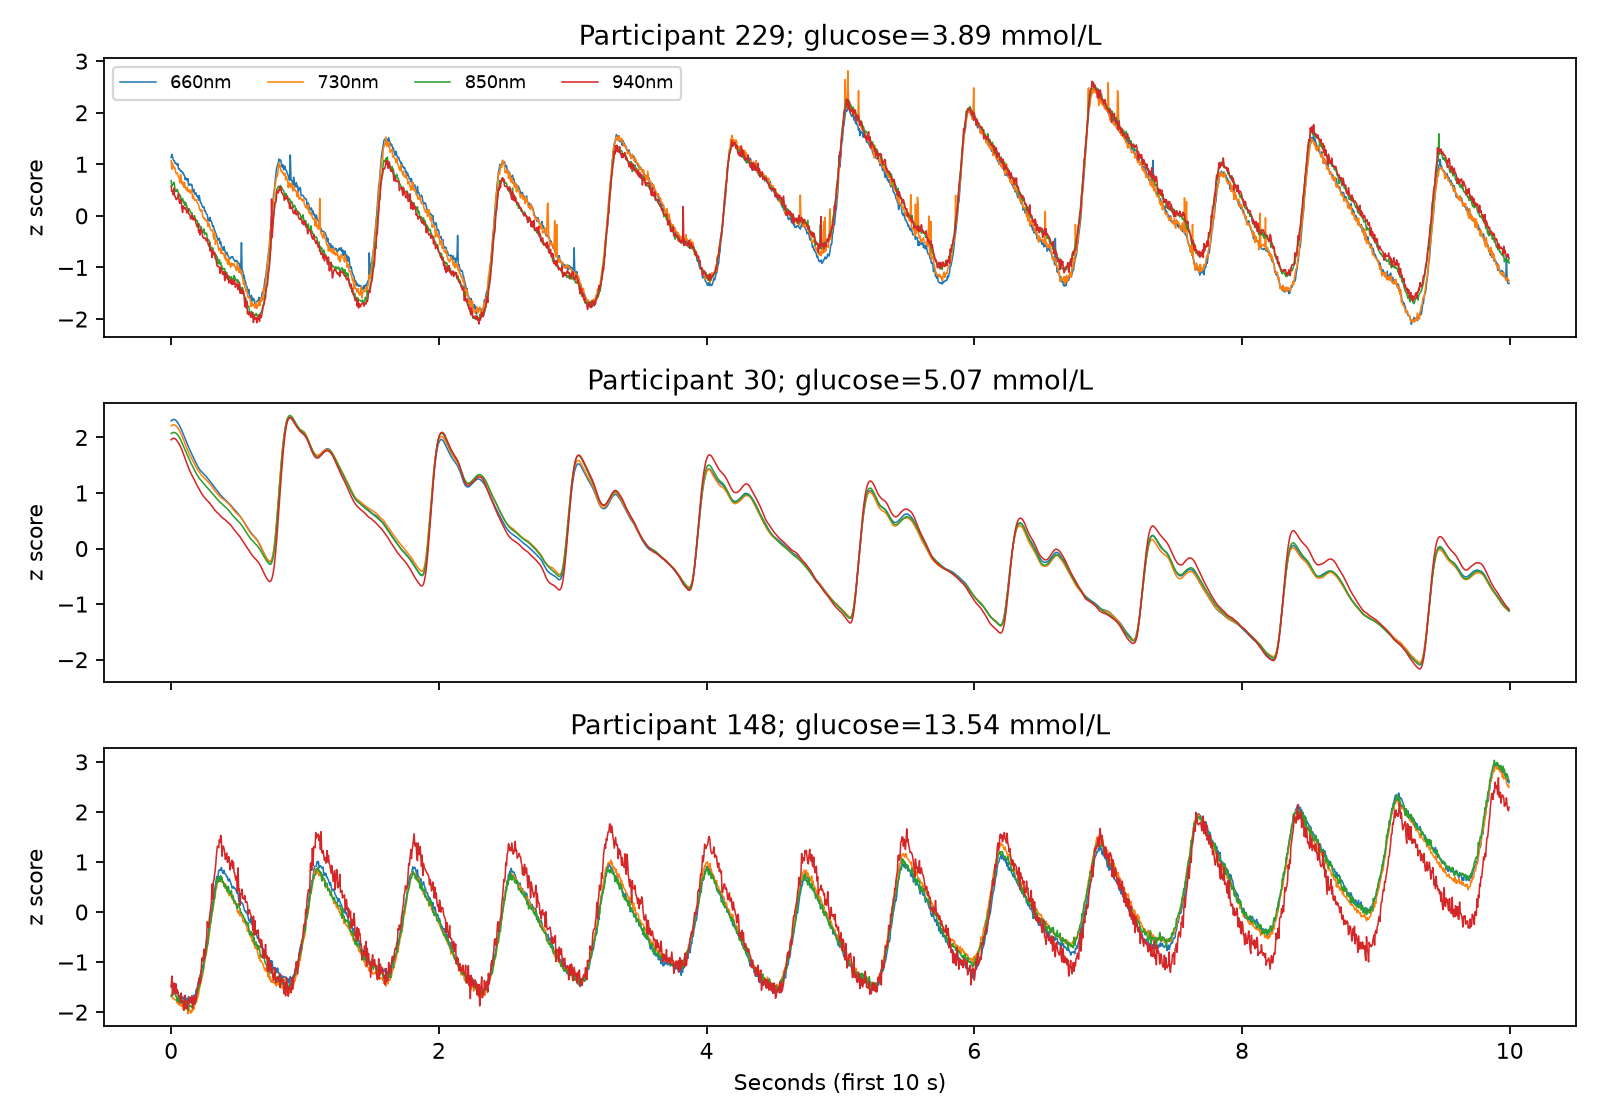 Participant 229; glucose=3.89 mmol/L
660nm 730nm 850nm 940nm
z score
3
2
1
0
−1
−2
Participant 30; glucose=5.07 mmol/L
z score
2
1
0
−1
−2
Participant 148; glucose=13.54 mmol/L
z score
3
2
1
0
−1
−2
0 2 4 6 8 10
Seconds (first 10 s)